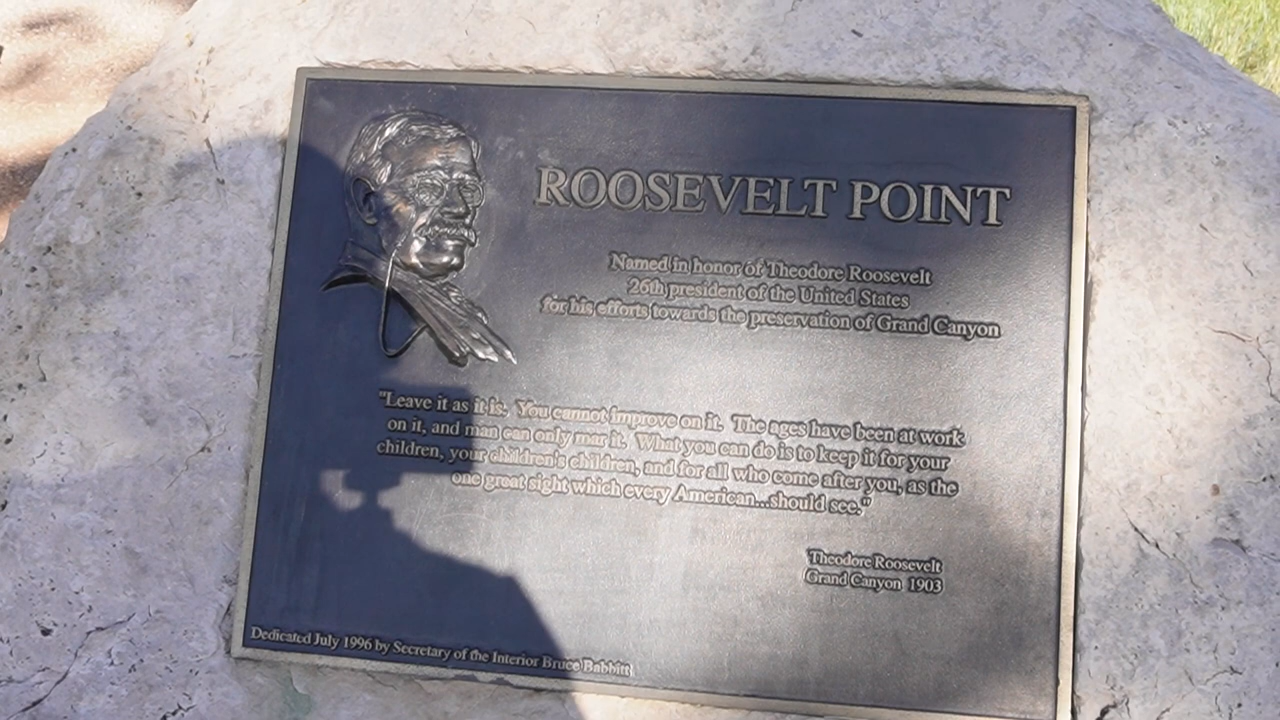 ROOSEVELT POINT
Named in honor of Theodore Roosevelt
26th president of the United States
for his efforts towards the preservation of Grand Canyon
"Leave it as it is. You cannot improve on it. The ages have been at work
on it, and man can only mar it. What you can do is to keep it for your
children, your children's children, and for all who come after you, as the
one great sight which every American...should see."
Theodore Roosevelt
Grand Canyon 1903
Dedicated July 1996 by Secretary of the Interior Bruce Babbitt